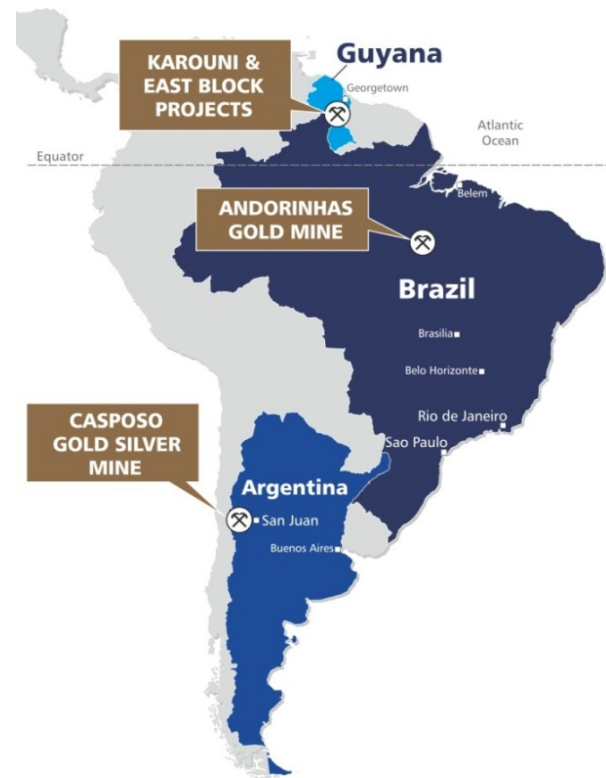 KAROUNI &
EAST BLOCK
PROJECTS
Guyana
Georgetown
Atlantic
Ocean
Equator
Belem
ANDORINHAS
GOLD MINE
Brazil
Brasilia
Belo Horizonte
Rio de Janeiro
Sao Paulo
CASPOSO
GOLD SILVER
MINE
Argentina
San Juan
Buenos Aires